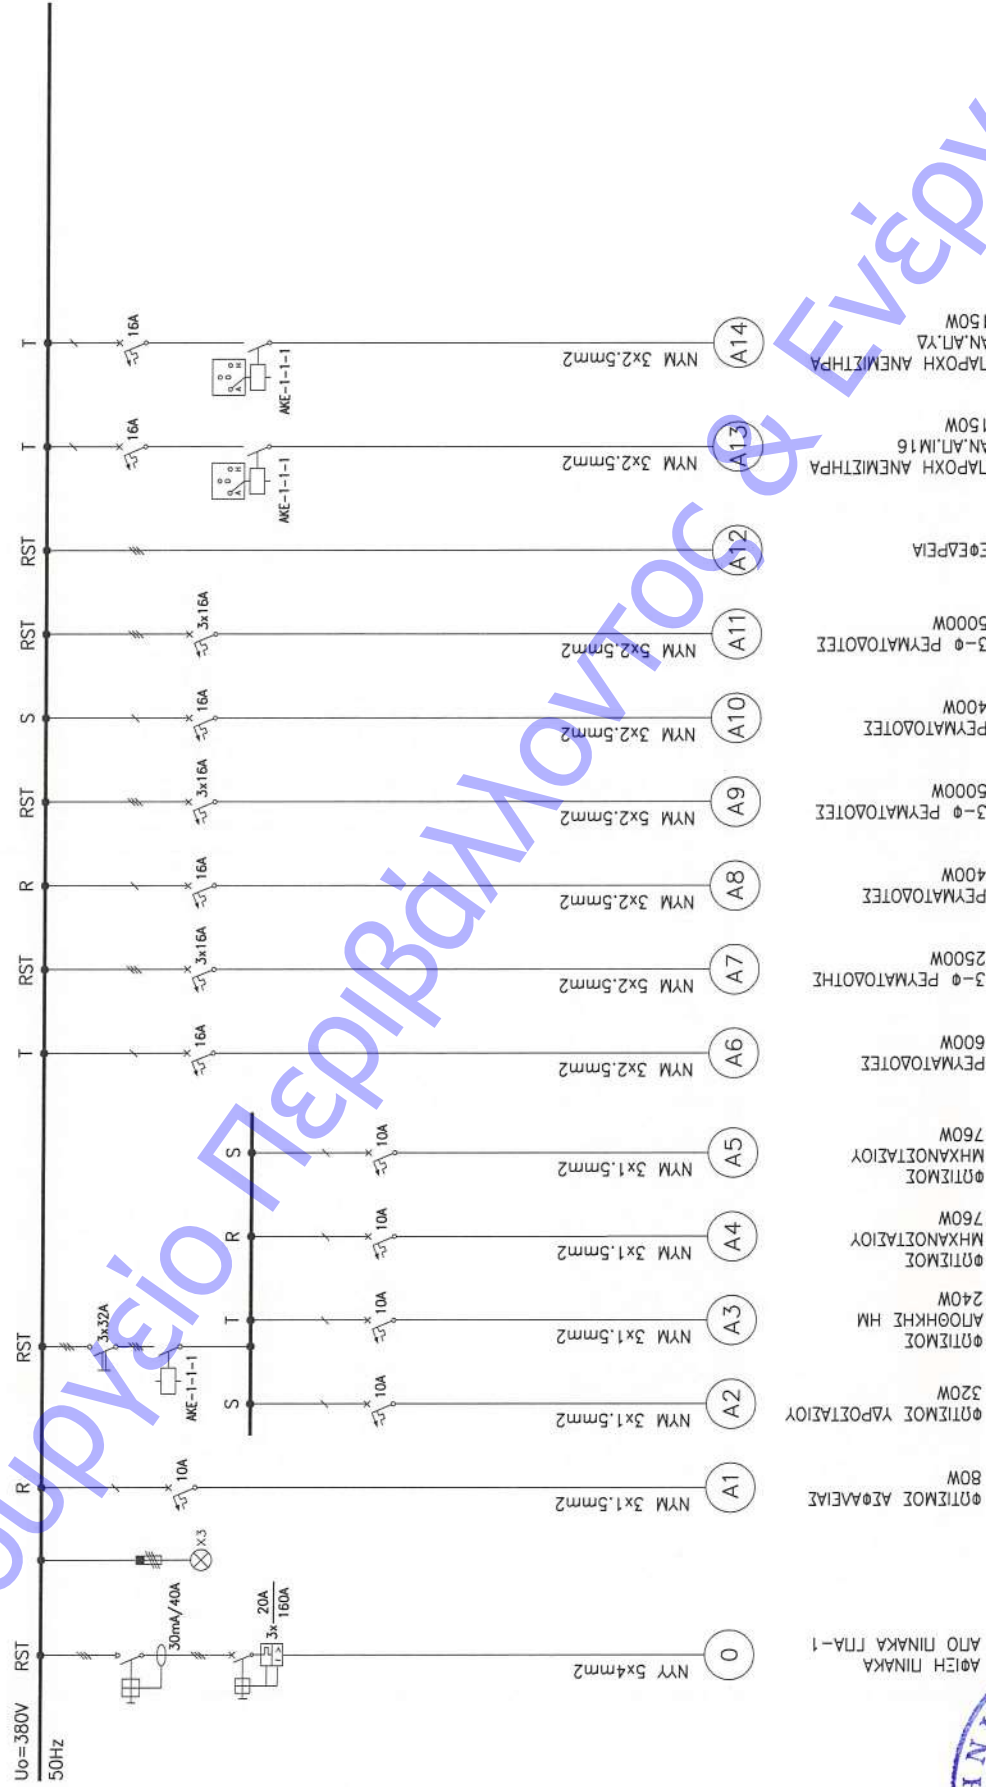 Uo=380V
50Hz
RST
30mA/40A
3x 20A
160A
NYY 5x4mm2
0
ΑΦΙΞΗ ΠΙΝΑΚΑ
ΑΠΟ ΠΙΝΑΚΑ ΓΠΑ-1
X3
R
10A
NYM 3x1.5mm2
A1
ΦΩΤΙΣΜΟΣ ΑΣΦΑΛΕΙΑΣ
80W
RST
3x32A
AKE-1-1-1
S
10A
NYM 3x1.5mm2
A2
ΦΩΤΙΣΜΟΣ ΥΔΡΟΣΤΑΣΙΟΥ
320W
T
10A
NYM 3x1.5mm2
A3
ΦΩΤΙΣΜΟΣ
ΑΠΟΘΗΚΗΣ ΗΜ
240W
R
10A
NYM 3x1.5mm2
A4
ΦΩΤΙΣΜΟΣ
ΜΗΧΑΝΟΣΤΑΣΙΟΥ
760W
S
10A
NYM 3x1.5mm2
A5
ΦΩΤΙΣΜΟΣ
ΜΗΧΑΝΟΣΤΑΣΙΟΥ
760W
T
16A
NYM 3x2.5mm2
A6
ΡΕΥΜΑΤΟΔΟΤΕΣ
600W
RST
3x16A
NYM 5x2.5mm2
A7
3-Φ ΡΕΥΜΑΤΟΔΟΤΗΣ
2500W
R
16A
NYM 3x2.5mm2
A8
ΡΕΥΜΑΤΟΔΟΤΕΣ
400W
RST
3x16A
NYM 5x2.5mm2
A9
3-Φ ΡΕΥΜΑΤΟΔΟΤΕΣ
5000W
S
16A
NYM 3x2.5mm2
A10
ΡΕΥΜΑΤΟΔΟΤΕΣ
400W
RST
3x16A
NYM 5x2.5mm2
A11
3-Φ ΡΕΥΜΑΤΟΔΟΤΕΣ
5000W
RST
A12
ΕΦΕΔΡΕΙΑ
T
16A
A O H
AKE-1-1-1
NYM 3x2.5mm2
A13
ΠΑΡΟΧΗ ΑΝΕΜΙΣΤΗΡΑ
ΑΝ.ΑΠ.ΙΜ16
150W
T
16A
A O H
AKE-1-1-1
NYM 3x2.5mm2
A14
ΠΑΡΟΧΗ ΑΝΕΜΙΣΤΗΡΑ
ΑΝ.ΑΠ.ΥΔ
150W
ουργείο Περιβάλλοντος & Ενέργ